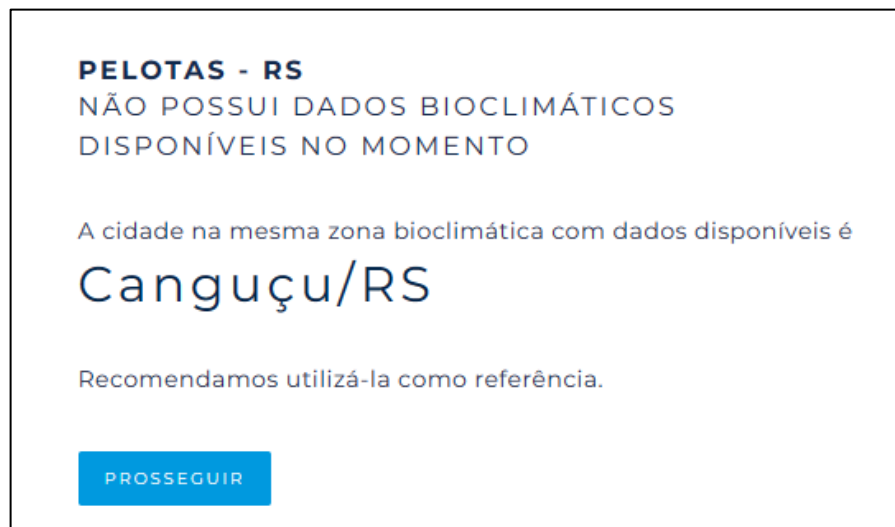 PELOTAS - RS
NÃO POSSUI DADOS BIOCLIMÁTICOS
DISPONÍVEIS NO MOMENTO
A cidade na mesma zona bioclimática com dados disponíveis é
Canguçu/RS
Recomendamos utilizá-la como referência.
PROSSEGUIR